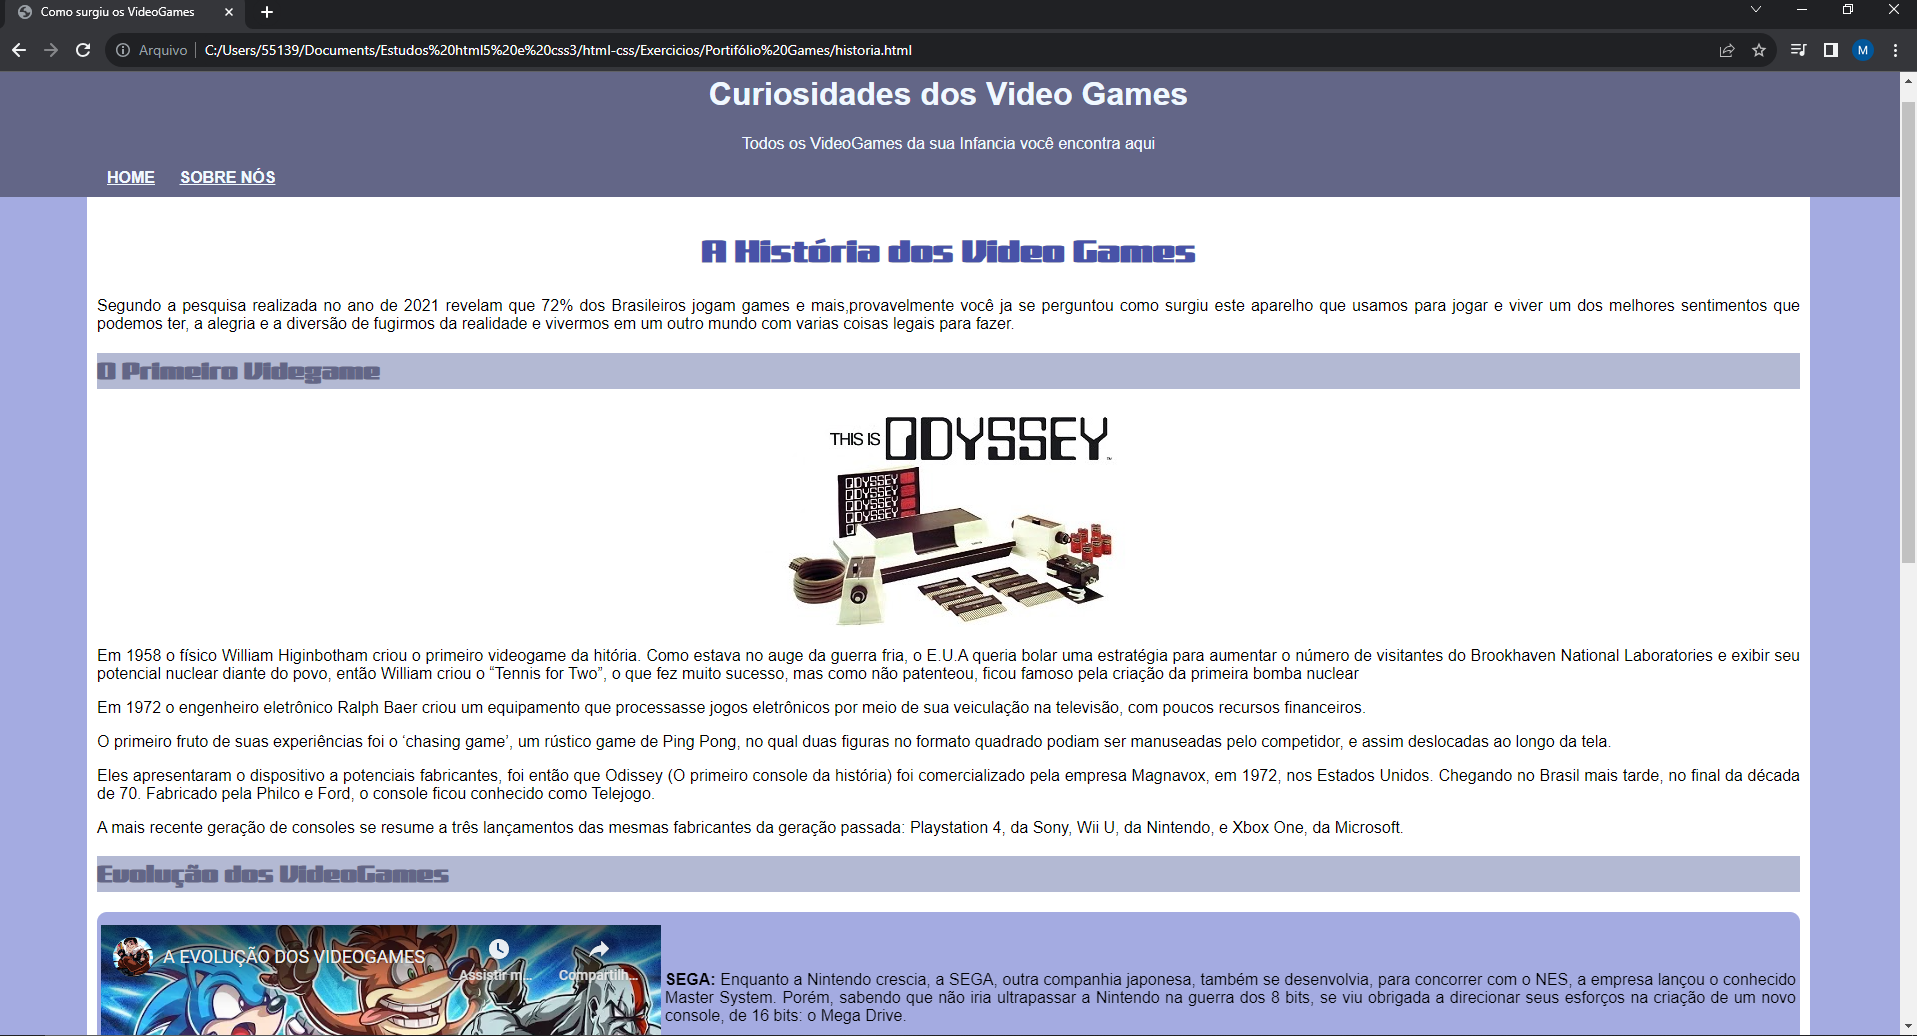 Como surgiu os VideoGames
Arquivo C:/Users/55139/Documents/Estudos%20html5%20e%20css3/html-css/Exercicios/Portifólio%20Games/historia.html
M
Curiosidades dos Video Games
Todos os VideoGames da sua Infancia você encontra aqui
HOME SOBRE NÓS
A História dos Video Games
Segundo a pesquisa realizada no ano de 2021 revelam que 72% dos Brasileiros jogam games e mais,provavelmente você ja se perguntou como surgiu este aparelho que usamos para jogar e viver um dos melhores sentimentos que
podemos ter, a alegria e a diversão de fugirmos da realidade e vivermos em um outro mundo com varias coisas legais para fazer.
O Primeiro Videgame
THIS IS ODYSSEY
ODYSSEY
ODYSSEY
ODYSSEY
ODYSSEY
Em 1958 o físico William Higinbotham criou o primeiro videogame da hitória. Como estava no auge da guerra fria, o E.U.A queria bolar uma estratégia para aumentar o número de visitantes do Brookhaven National Laboratories e exibir seu
potencial nuclear diante do povo, então William criou o “Tennis for Two”, o que fez muito sucesso, mas como não patenteou, ficou famoso pela criação da primeira bomba nuclear
Em 1972 o engenheiro eletrônico Ralph Baer criou um equipamento que processasse jogos eletrônicos por meio de sua veiculação na televisão, com poucos recursos financeiros.
O primeiro fruto de suas experiências foi o ‘chasing game’, um rústico game de Ping Pong, no qual duas figuras no formato quadrado podiam ser manuseadas pelo competidor, e assim deslocadas ao longo da tela.
Eles apresentaram o dispositivo a potenciais fabricantes, foi então que Odissey (O primeiro console da história) foi comercializado pela empresa Magnavox, em 1972, nos Estados Unidos. Chegando no Brasil mais tarde, no final da década
de 70. Fabricado pela Philco e Ford, o console ficou conhecido como Telejogo.
A mais recente geração de consoles se resume a três lançamentos das mesmas fabricantes da geração passada: Playstation 4, da Sony, Wii U, da Nintendo, e Xbox One, da Microsoft.
Evolução dos VideoGames
A EVOLUÇÃO DOS VIDEOGAMES
Assistir m... Compartilh...
SEGA: Enquanto a Nintendo crescia, a SEGA, outra companhia japonesa, também se desenvolvia, para concorrer com o NES, a empresa lançou o conhecido
Master System. Porém, sabendo que não iria ultrapassar a Nintendo na guerra dos 8 bits, se viu obrigada a direcionar seus esforços na criação de um novo
console, de 16 bits: o Mega Drive.